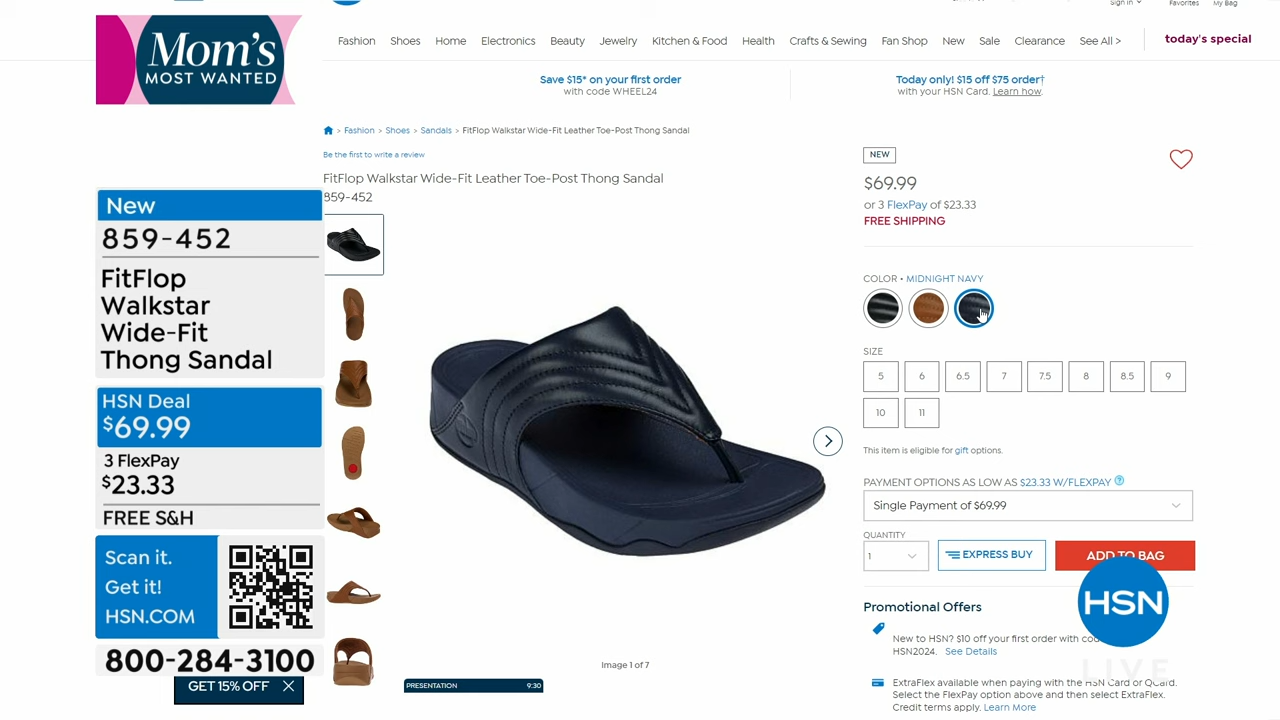 Sign In
Favorites
My Bag
Mom's
MOST WANTED
Fashion Shoes Home Electronics Beauty Jewelry Kitchen & Food Health Crafts & Sewing Fan Shop New Sale Clearance See All > today's special
Save $15* on your first order
with code WHEEL24
Today only! $15 off $75 order†
with your HSN Card. Learn how.
> Fashion > Shoes > Sandals > FitFlop Walkstar Wide-Fit Leather Toe-Post Thong Sandal
Be the first to write a review
FitFlop Walkstar Wide-Fit Leather Toe-Post Thong Sandal
859-452
New
859-452
FitFlop
Walkstar
Wide-Fit
Thong Sandal
HSN Deal
$69.99
3 FlexPay
$23.33
FREE S&H
Scan it.
Get it!
HSN.COM
800-284-3100
GET 15% OFF
Image 1 of 7
PRESENTATION 9:30
NEW
$69.99
or 3 FlexPay of $23.33
FREE SHIPPING
COLOR • MIDNIGHT NAVY
SIZE
5 6 6.5 7 7.5 8 8.5 9
10 11
This item is eligible for gift options.
PAYMENT OPTIONS AS LOW AS $23.33 W/FLEXPAY ?
Single Payment of $69.99
QUANTITY
1
EXPRESS BUY
ADD TO BAG
HSN
LIVE
Promotional Offers
New to HSN? $10 off your first order with
HSN2024. See Details
ExtraFlex available when paying with the HSN Card or QCard.
Select the FlexPay option above and then select ExtraFlex.
Credit terms apply. Learn More